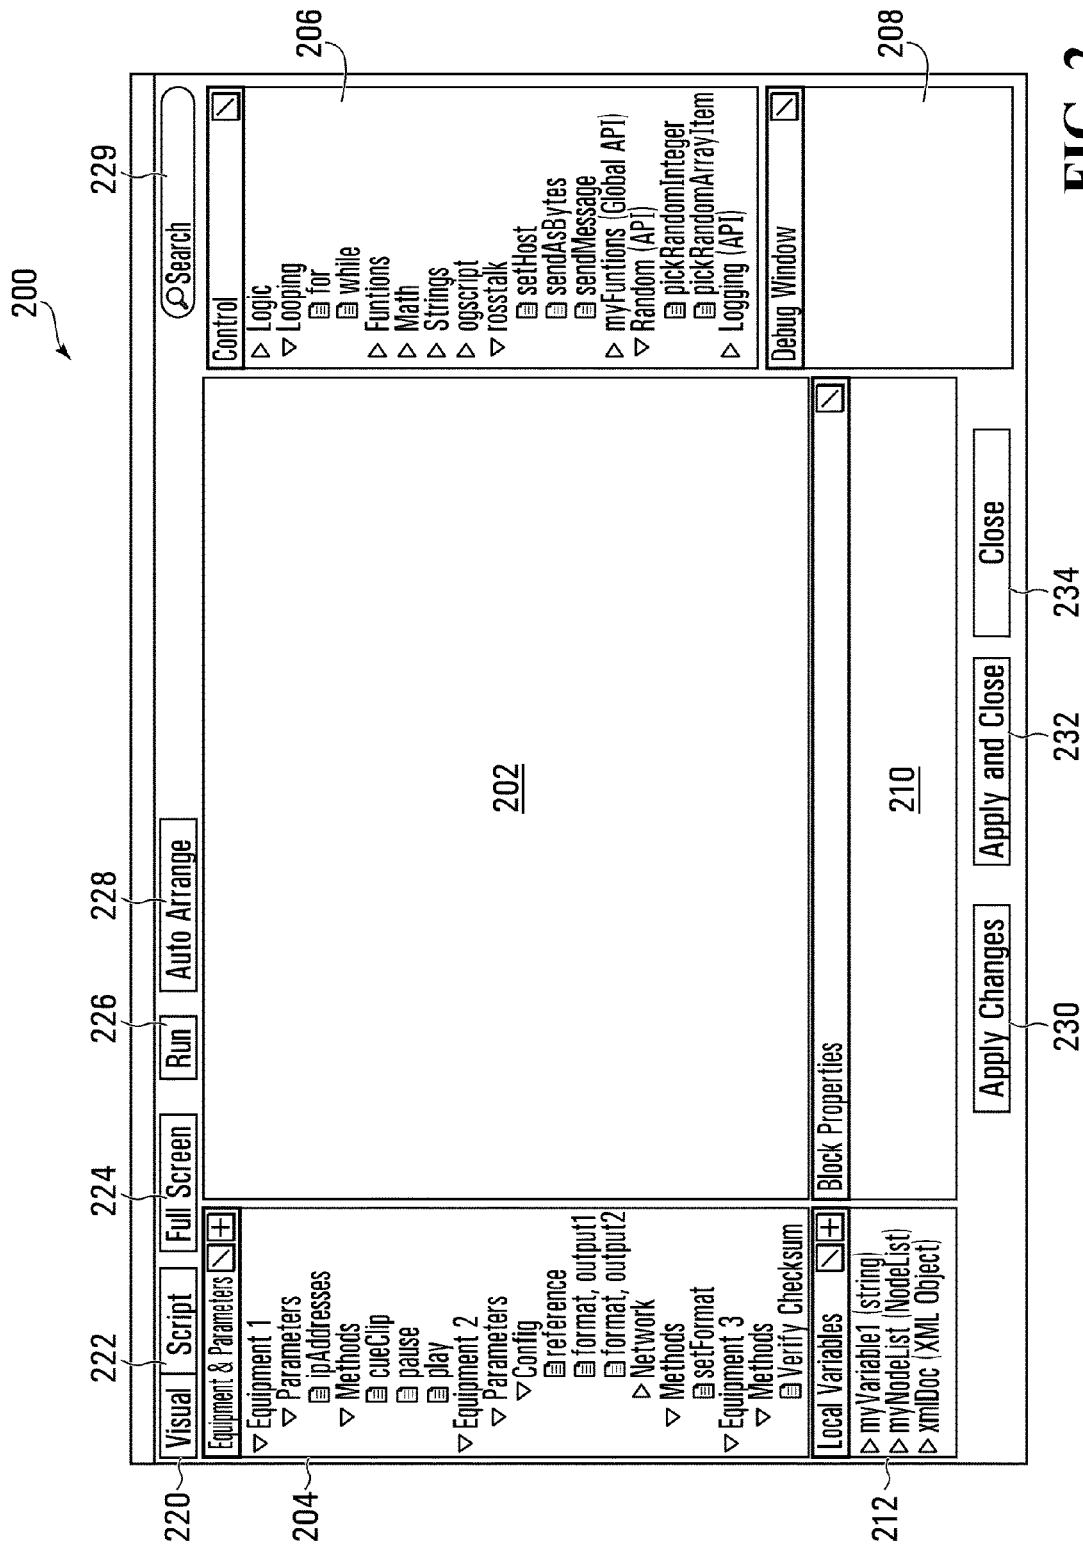 200
220
222
224
226
228
229
Visual
Script
Full Screen
Run
Auto Arrange
Search
204
Equipment & Parameters
Equipment 1
Parameters
ipAddresses
Methods
cueClip
pause
play
Equipment 2
Parameters
Config
reference
format, output1
format, output2
Network
Methods
setFormat
Equipment 3
Methods
Verify Checksum
212
Local Variables
myVariable1 (string)
myNodeList (NodeList)
xmlDoc (XML Object)
202
Block Properties
210
206
Control
Logic
Looping
for
while
Funtions
Math
Strings
ogscript
rosstalk
setHost
sendAsBytes
sendMessage
myFuntions (Global API)
Random (API)
pickRandomInteger
pickRandomArrayItem
Logging (API)
208
Debug Window
Apply Changes
Apply and Close
Close
230
232
234
FIG. 2